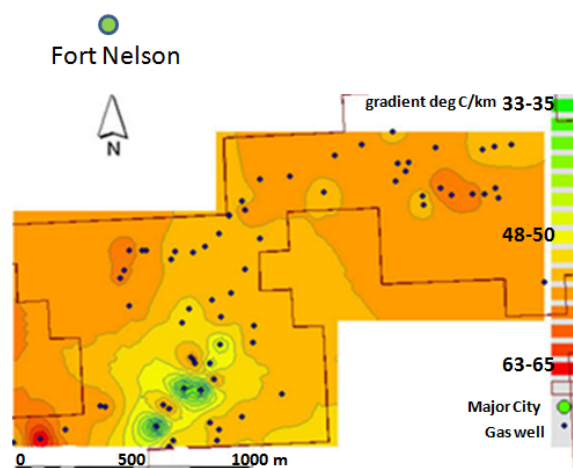 Fort Nelson
N
gradient deg C/km 33-35
48-50
63-65
Major City
Gas well
0 500 1000 m